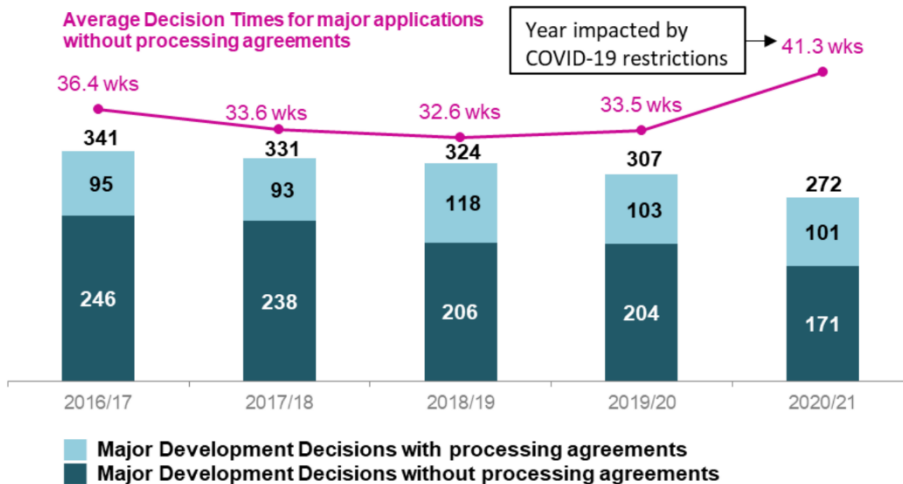 Average Decision Times for major applications
without processing agreements
Year impacted by
COVID-19 restrictions
36.4 wks
33.6 wks
32.6 wks
33.5 wks
41.3 wks
341
331
324
307
272
95
93
118
103
101
246
238
206
204
171
2016/17
2017/18
2018/19
2019/20
2020/21
Major Development Decisions with processing agreements
Major Development Decisions without processing agreements